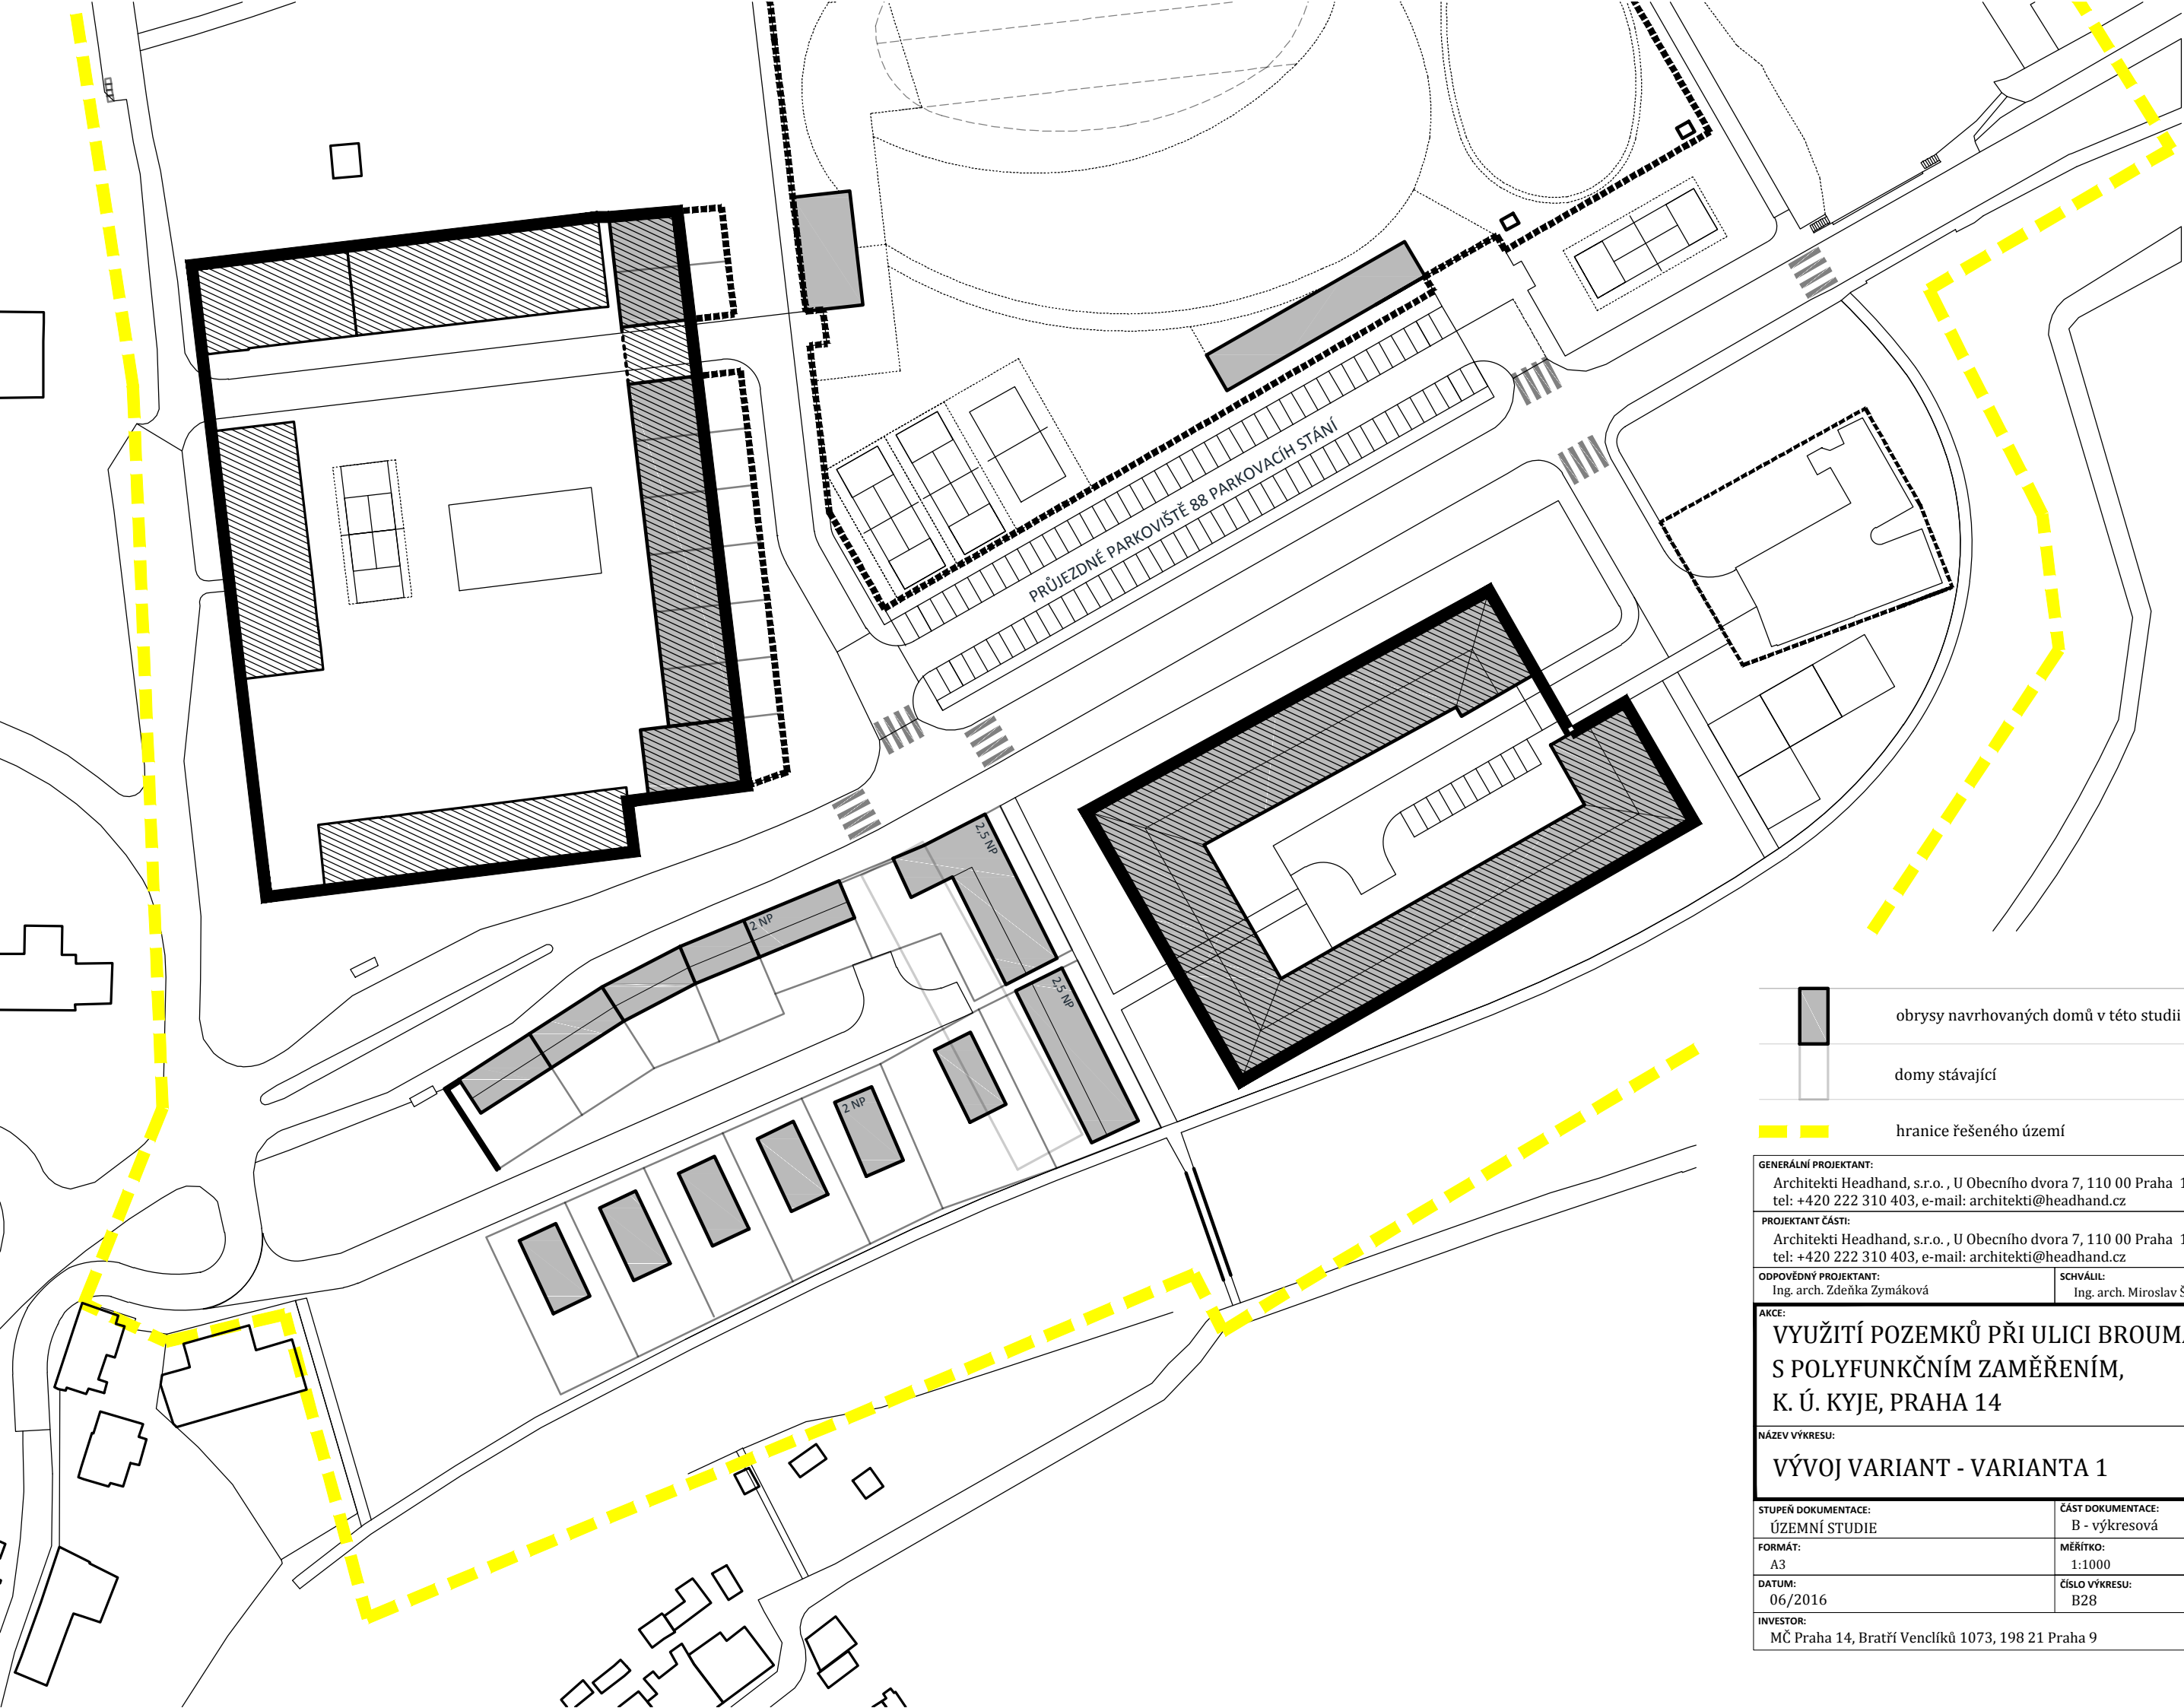 PRŮJEZDNÉ PARKOVIŠTĚ 88 PARKOVACÍH STÁNÍ
2,5 NP
2 NP
2,5 NP
2 NP
obrysy navrhovaných domů v této studii
domy stávající
hranice řešeného území
GENERÁLNÍ PROJEKTANT:
Architekti Headhand, s.r.o. , U Obecního dvora 7, 110 00 Praha 1
tel: +420 222 310 403, e-mail: architekti@headhand.cz
PROJEKTANT ČÁSTI:
Architekti Headhand, s.r.o. , U Obecního dvora 7, 110 00 Praha 1
tel: +420 222 310 403, e-mail: architekti@headhand.cz
ODPOVĚDNÝ PROJEKTANT:
Ing. arch. Zdeňka Zymáková
SCHVÁLIL:
Ing. arch. Miroslav
AKCE:
VYUŽITÍ POZEMKŮ PŘI ULICI
S POLYFUNKČNÍM ZAMĚŘENÍM,
K. Ú. KYJE, PRAHA 14
NÁZEV VÝKRESU:
VÝVOJ VARIANT - VARIANTA 1
STUPEŇ DOKUMENTACE:
ÚZEMNÍ STUDIE
ČÁST DOKUMENTACE:
B - výkresová
FORMÁT:
A3
MĚŘÍTKO:
1:1000
DATUM:
06/2016
ČÍSLO VÝKRESU:
B28
INVESTOR:
MČ Praha 14, Bratří Venclíků 1073, 198 21 Praha 9